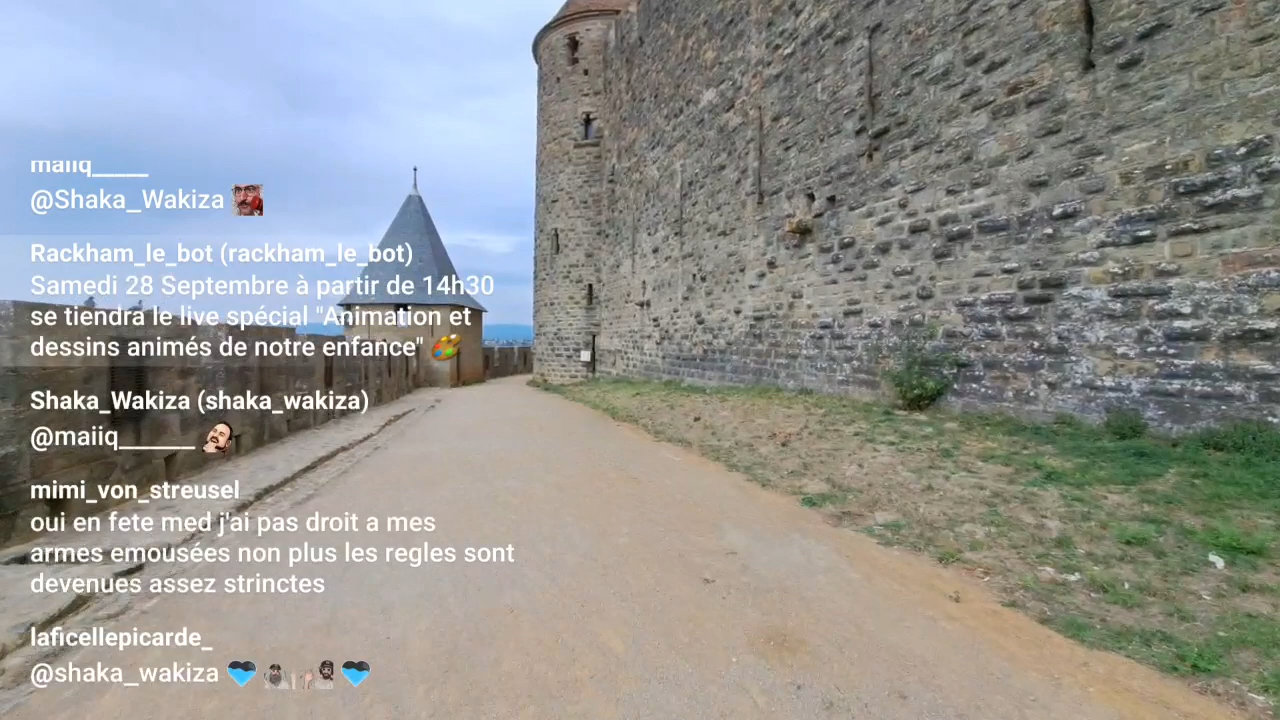 maiiq______
@Shaka_Wakiza
Rackham_le_bot (rackham_le_bot)
Samedi 28 Septembre à partir de 14h30
se tiendra le live spécial "Animation et
dessins animés de notre enfance"
Shaka_Wakiza (shaka_wakiza)
@maiiq______
mimi_von_streusel
oui en fete med j'ai pas droit a mes
armes emousées non plus les regles sont
devenues assez strinctes
laficellepicarde_
@shaka_wakiza